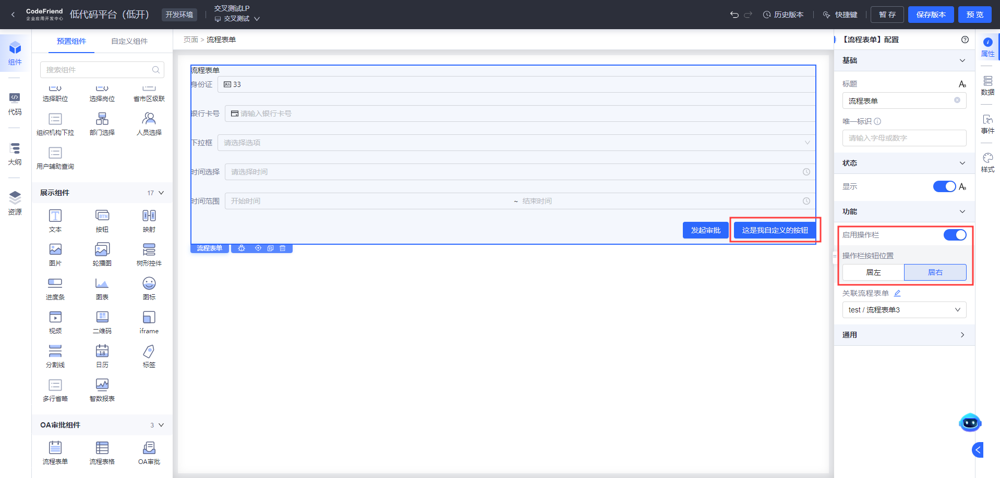 CodeFriend
企业应用开发中心
低代码平台（低开）
开发环境
交叉测试LP
交叉测试
历史版本
快捷键
暂 存
保存版本
预 览
组件
代码
大纲
资源
预置组件
自定义组件
搜索组件
选择职位
选择岗位
省市区级联
组织机构下拉
部门选择
人员选择
用户辅助查询
展示组件
17
T
文本
BTN
按钮
映射
图片
轮播图
树形控件
进度条
图表
图标
视频
二维码
iframe
分割线
18
日历
标签
多行省略
智数报表
OA审批组件
3
流程表单
流程表格
OA审批
页面 > 流程表单
流程表单
身份证
33
银行卡号
请输入银行卡号
下拉框
请选择选项
时间选择
请选择时间
时间范围
开始时间
~ 结束时间
发起审批
这是我自定义的按钮
流程表单
【流程表单】配置
基础
标题
流程表单
唯一标识
请输入字母或数字
状态
显示
功能
启用操作栏
操作栏按钮位置
居左
居右
关联流程表单
test / 流程表单3
通用
属性
数据
事件
样式